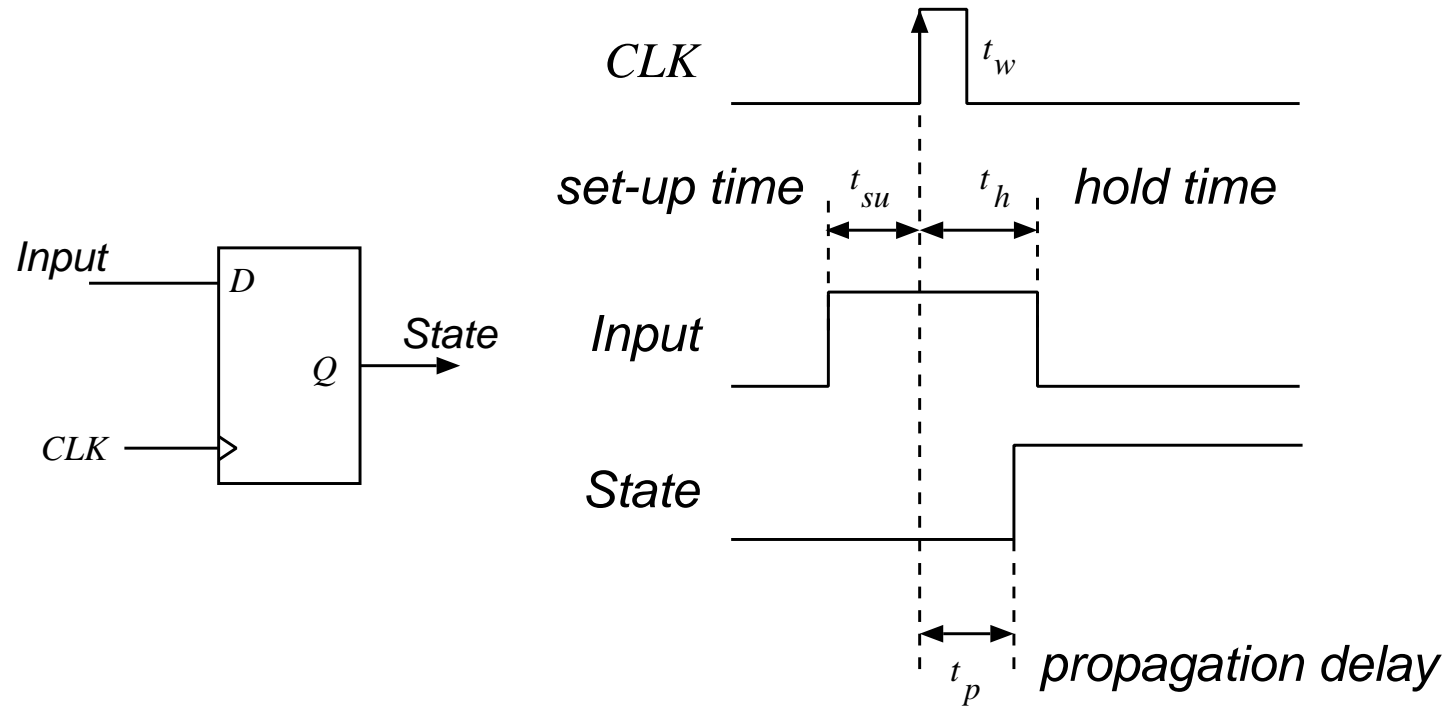 Input
D
Q
State
CLK
CLK
t_w
set-up time
t_su
t_h
hold time
Input
State
t_p
propagation delay